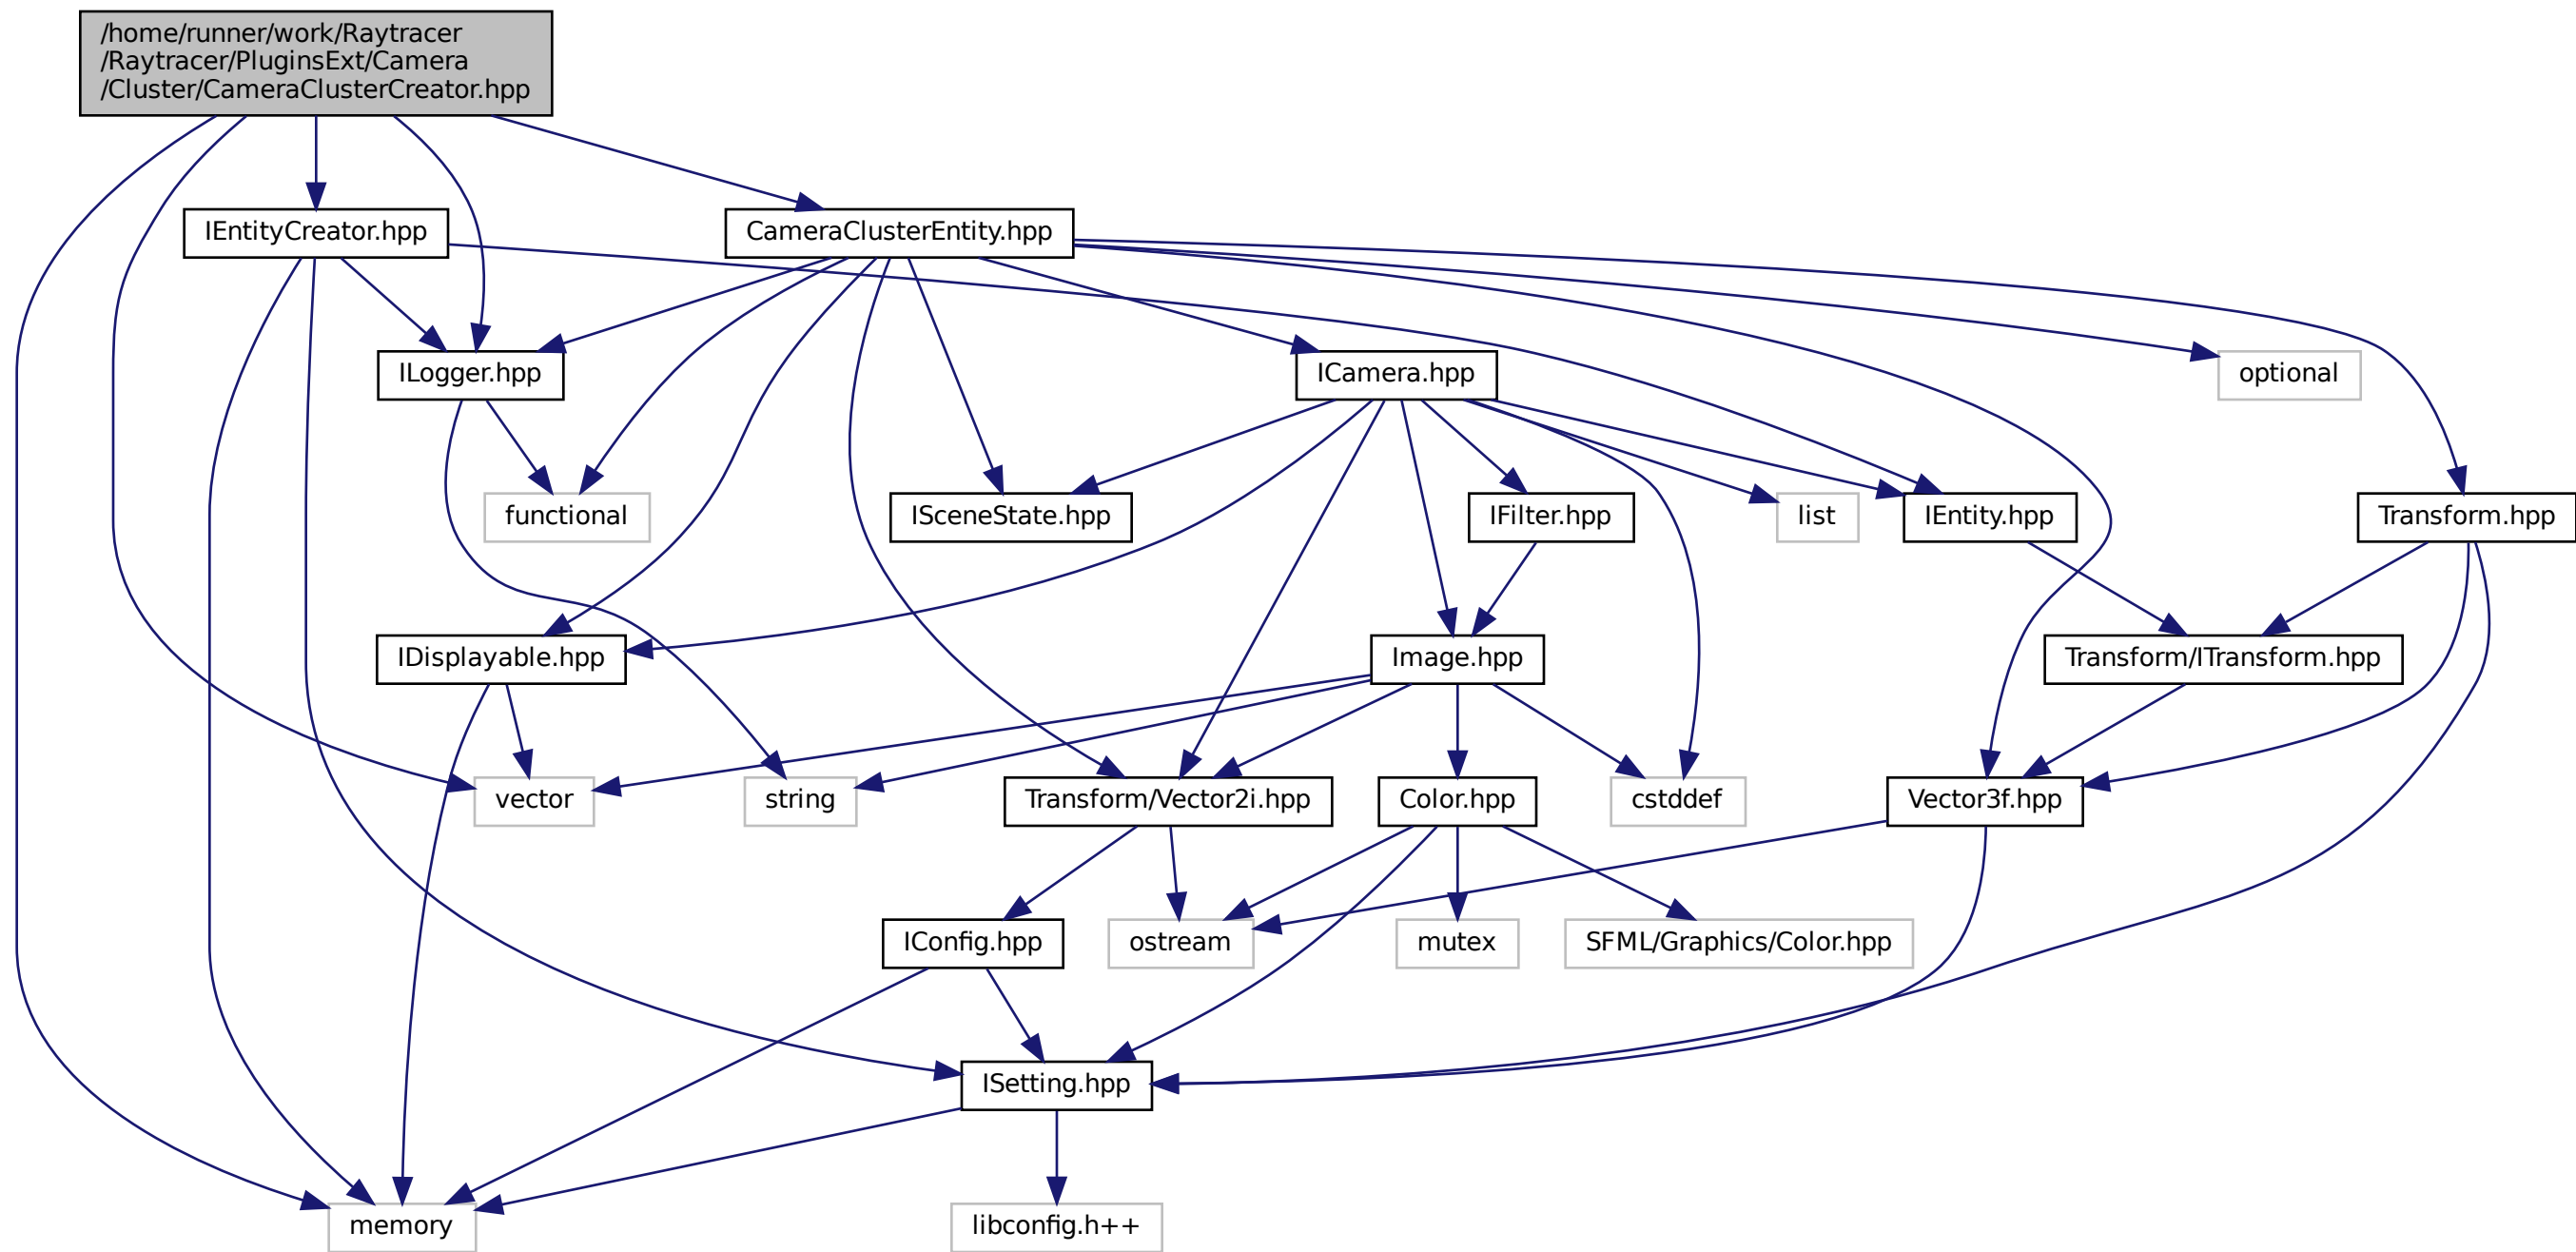 /home/runner/work/Raytracer
/Raytracer/PluginsExt/Camera
/Cluster/CameraClusterCreator.hpp
IEntityCreator.hpp
CameraClusterEntity.hpp
ILogger.hpp
ICamera.hpp
optional
functional
ISceneState.hpp
IFilter.hpp
list
IEntity.hpp
Transform.hpp
IDisplayable.hpp
Image.hpp
Transform/ITransform.hpp
vector
string
Transform/Vector2i.hpp
Color.hpp
cstddef
Vector3f.hpp
IConfig.hpp
ostream
mutex
SFML/Graphics/Color.hpp
ISetting.hpp
memory
libconfig.h++